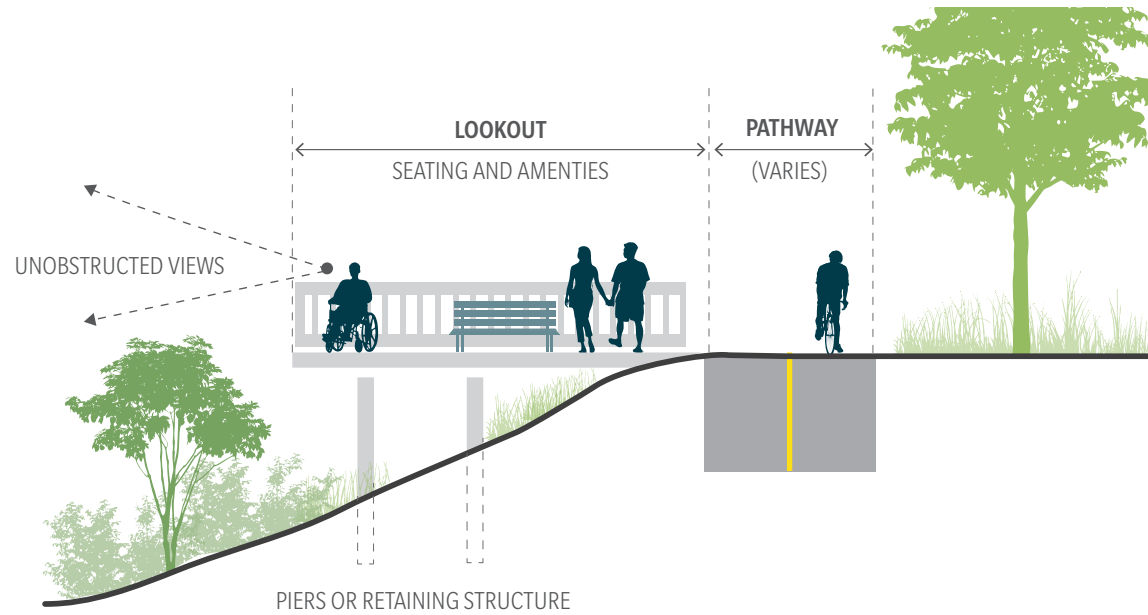 LOOKOUT
SEATING AND AMENTIES
PATHWAY
(VARIES)
UNOBSTRUCTED VIEWS
PIERS OR RETAINING STRUCTURE